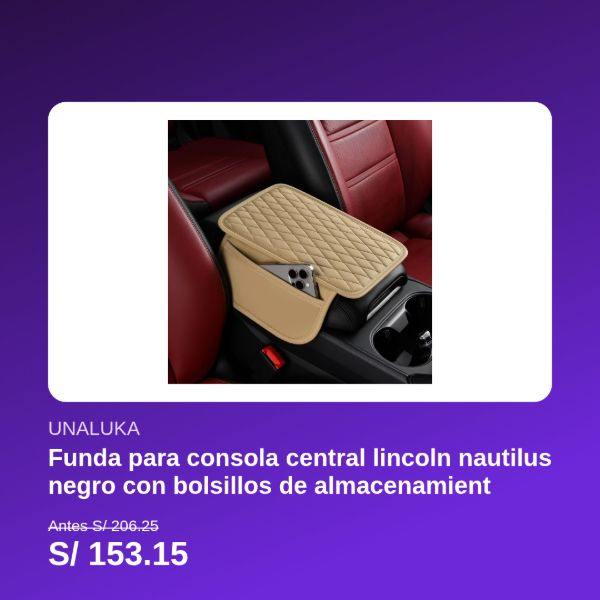 UNALUKA
Funda para consola central lincoln nautilus
negro con bolsillos de almacenamient
Antes S/ 206.25
S/ 153.15